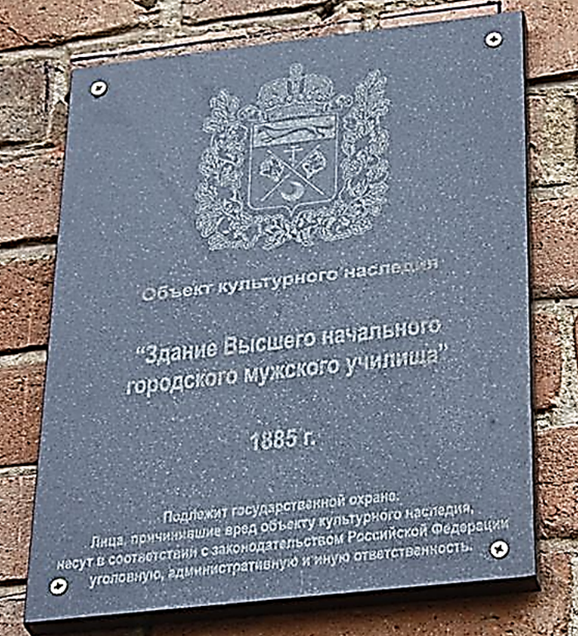 Объект культурного наследия
“Здание Высшего начального
городского мужского училища”
1885 г.
Подлежит государственной охране.
Лица, причинившие вред объекту культурного наследия,
несут в соответствии с законодательством Российской Федерации
уголовную, административную и иную ответственность.